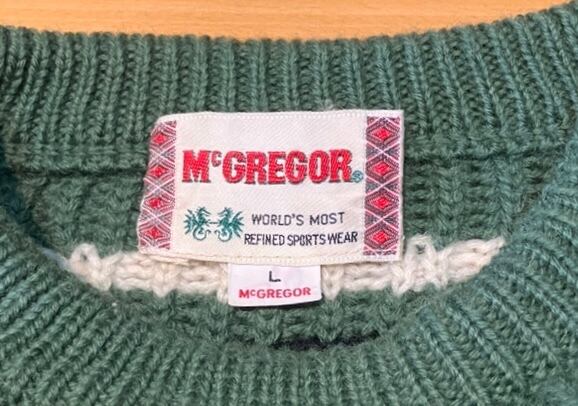 McGREGOR®
WORLD'S MOST
REFINED SPORTS WEAR
L
McGREGOR